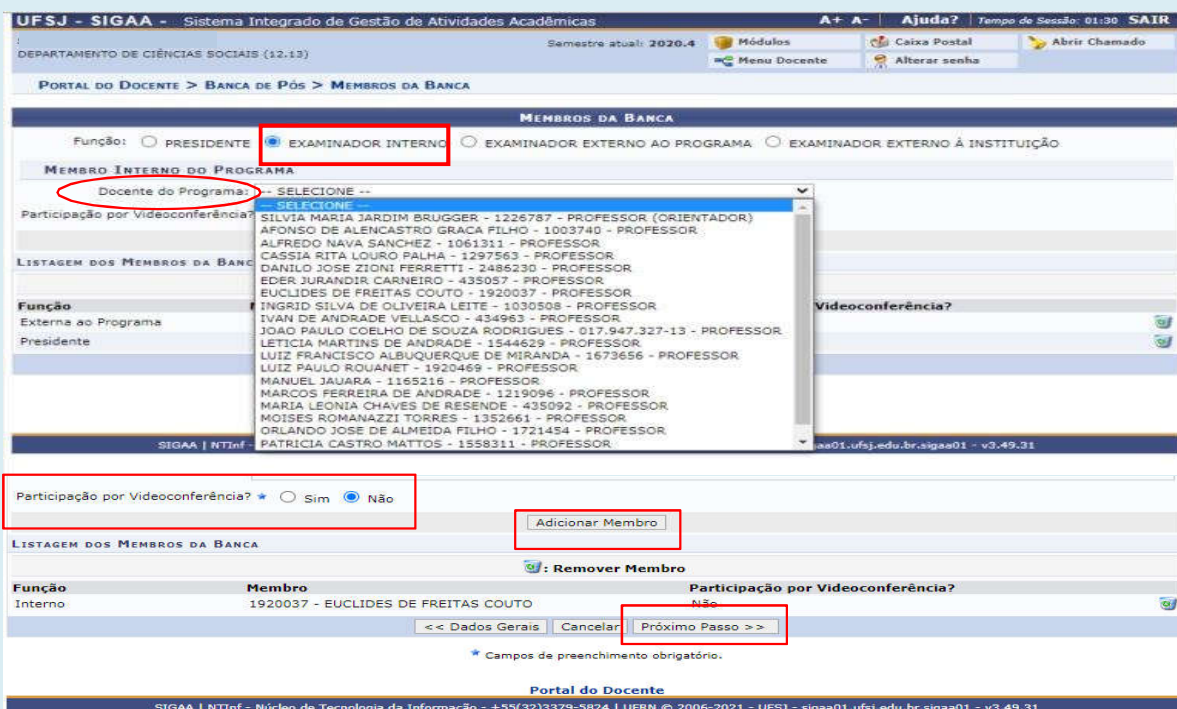 UFSJ - SIGAA - Sistema Integrado de Gestão de Atividades Acadêmicas A+ A- | Ajuda? | Tempo de Sessão: 01:30 SAIR
DEPARTAMENTO DE CIÊNCIAS SOCIAIS (12.13) Semestre atual: 2020.4 Módulos Caixa Postal Abrir Chamado
Menu Docente Alterar senha
PORTAL DO DOCENTE > BANCA DE PÓS > MEMBROS DA BANCA
MEMBROS DA BANCA
Função: PRESIDENTE EXAMINADOR INTERNO EXAMINADOR EXTERNO AO PROGRAMA EXAMINADOR EXTERNO À INSTITUIÇÃO
MEMBRO INTERNO DO PROGRAMA
Docente do Programa: -- SELECIONE --
-- SELECIONE --
Participação por Videoconferência?
SILVIA MARIA JARDIM BRUGGER - 1226787 - PROFESSOR (ORIENTADOR)
AFONSO DE ALENCASTRO GRACA FILHO - 1003740 - PROFESSOR
ALFREDO NAVA SANCHEZ - 1061311 - PROFESSOR
CASSIA RITA LOURO PALHA - 1297563 - PROFESSOR
LISTAGEM DOS MEMBROS DA BANC
DANILO JOSE ZIONI FERRETTI - 2486230 - PROFESSOR
EDER JURANDIR CARNEIRO - 435057 - PROFESSOR
EUCLIDES DE FREITAS COUTO - 1920037 - PROFESSOR
Função INGRID SILVA DE OLIVEIRA LEITE - 1030508 - PROFESSOR Videoconferência?
Externa ao Programa IVAN DE ANDRADE VELLASCO - 434963 - PROFESSOR
JOAO PAULO COELHO DE SOUZA RODRIGUES - 017.947.327-13 - PROFESSOR
Presidente LETICIA MARTINS DE ANDRADE - 1544629 - PROFESSOR
LUIZ FRANCISCO ALBUQUERQUE DE MIRANDA - 1673656 - PROFESSOR
LUIZ PAULO ROUANET - 1920469 - PROFESSOR
MANUEL JAUARA - 1165216 - PROFESSOR
MARCOS FERREIRA DE ANDRADE - 1219096 - PROFESSOR
MARIA LEONIA CHAVES DE RESENDE - 435092 - PROFESSOR
MOISES ROMANAZZI TORRES - 1352661 - PROFESSOR
ORLANDO JOSE DE ALMEIDA FILHO - 1721454 - PROFESSOR
SIGAA | NTInf - PATRICIA CASTRO MATTOS - 1558311 - PROFESSOR igaa01.ufsj.edu.br.sigaa01 - v3.49.31
Participação por Videoconferência? Sim Não
Adicionar Membro
LISTAGEM DOS MEMBROS DA BANCA
: Remover Membro
Função Membro Participação por Videoconferência?
Interno 1920037 - EUCLIDES DE FREITAS COUTO Não
<< Dados Gerais Cancelar Próximo Passo >>
* Campos de preenchimento obrigatório.
Portal do Docente
SIGAA | NTInf - Núcleo de Tecnologia da Informação - +55(32)3379-5824 | UFRN © 2006-2021 - UFSJ - sigaa01.ufsj.edu.br.sigaa01 - v3.49.31